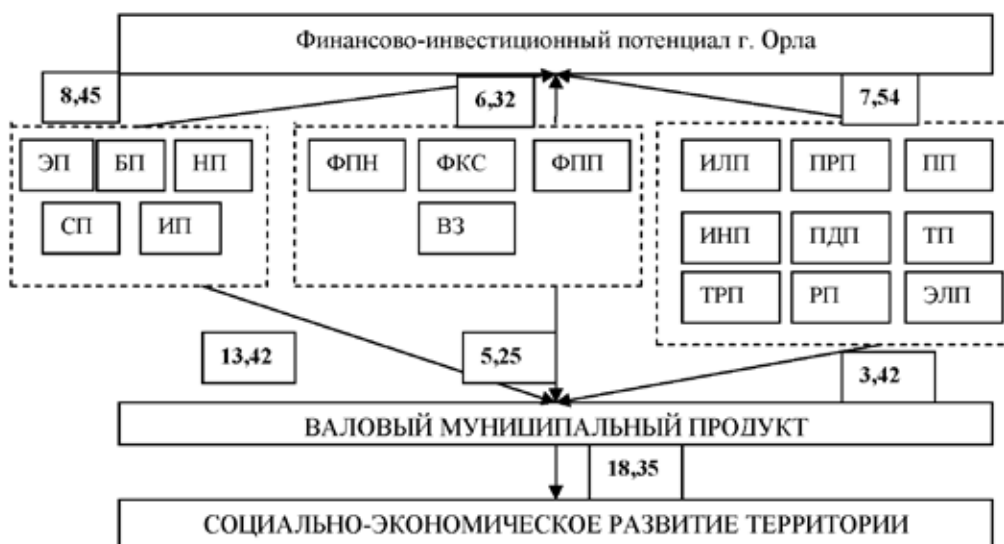 Финансово-инвестиционный потенциал г. Орла
8,45
6,32
7,54
ЭП БП НП
ФПН ФКС ФПП
ИЛП ПРП ПП
СП ИП
ВЗ
ИНП ПДП ТП
ТРП РП ЭЛП
13,42
5,25
3,42
ВАЛОВЫЙ МУНИЦИПАЛЬНЫЙ ПРОДУКТ
18,35
СОЦИАЛЬНО-ЭКОНОМИЧЕСКОЕ РАЗВИТИЕ ТЕРРИТОРИИ